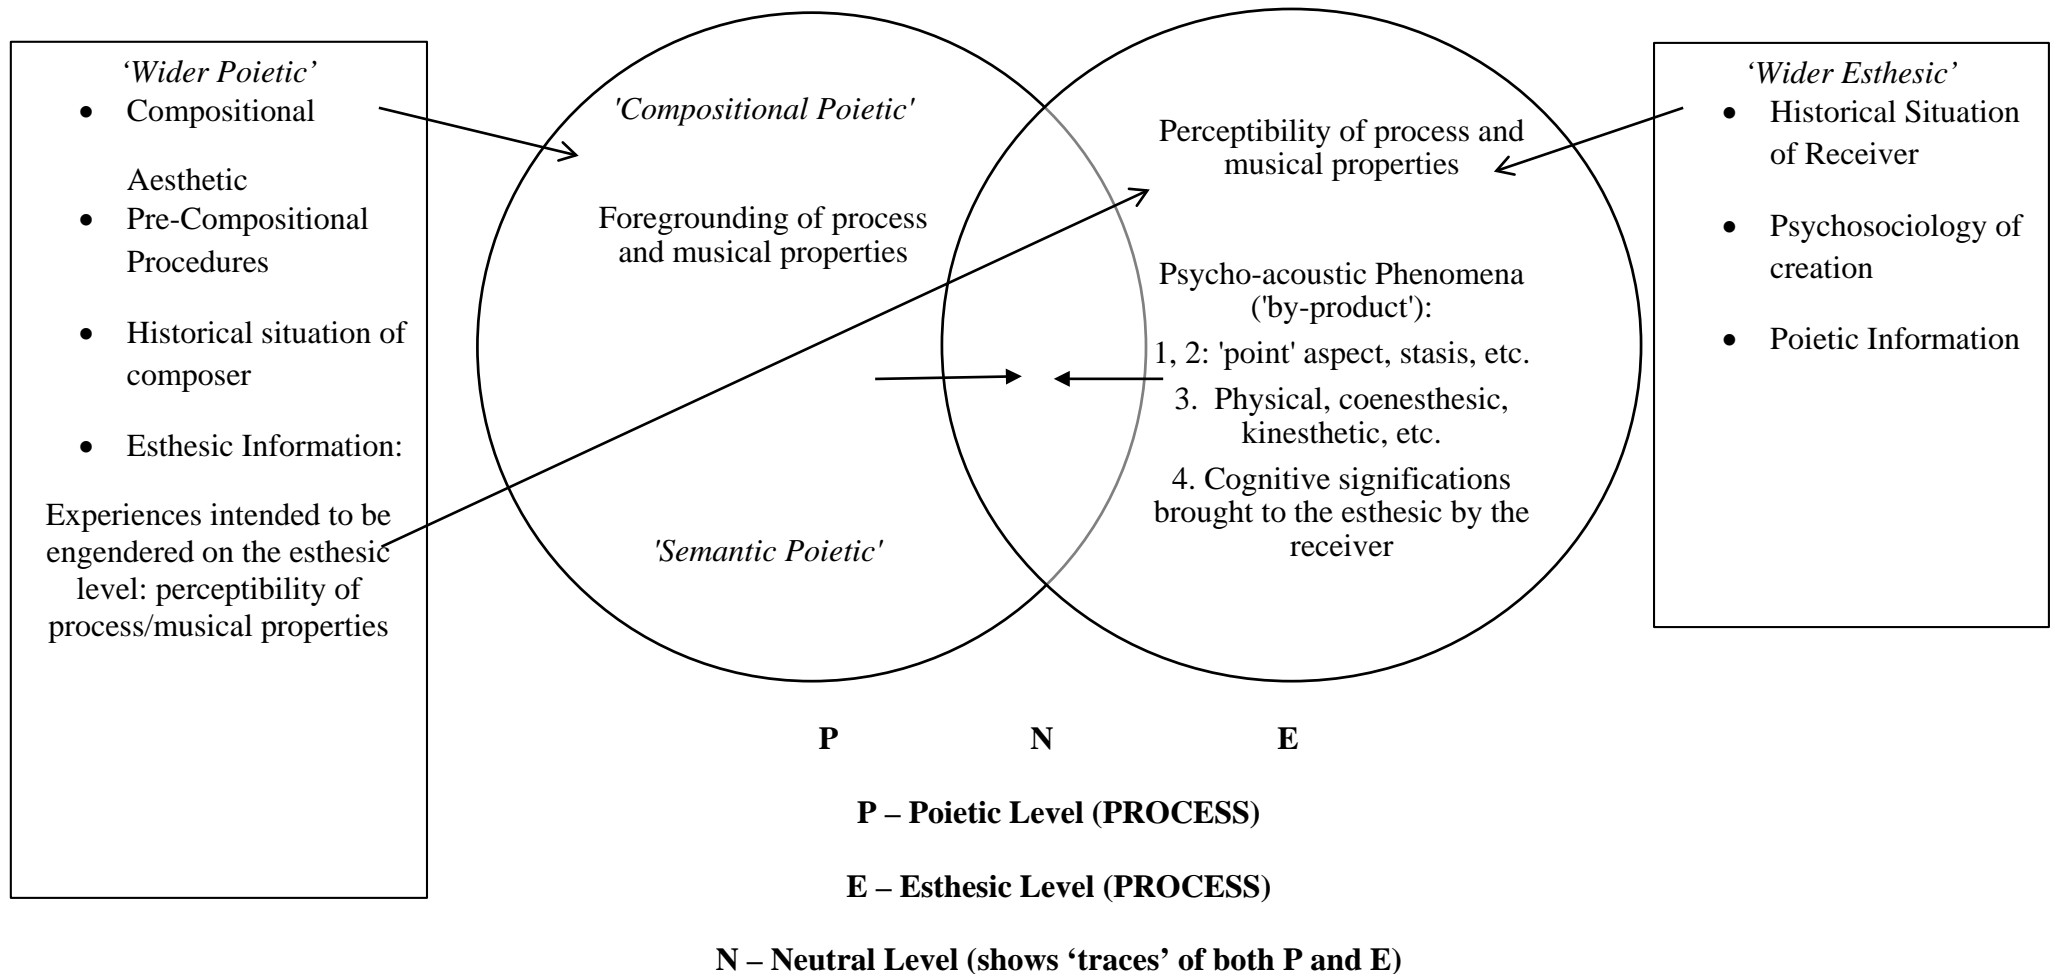 ‘Wider Poietic’
• Compositional
Aesthetic
• Pre-Compositional
Procedures
• Historical situation of
composer
• Esthesic Information:
Experiences intended to be
engendered on the esthesic
level: perceptibility of
process/musical properties
'Compositional Poietic'
Foregrounding of process
and musical properties
'Semantic Poietic'
Perceptibility of process and
musical properties
Psycho-acoustic Phenomena
('by-product'):
1, 2: 'point' aspect, stasis, etc.
3. Physical, coenesthesic,
kinesthetic, etc.
4. Cognitive significations
brought to the esthesic by the
receiver
‘Wider Esthesic’
• Historical Situation
of Receiver
• Psychosociology of
creation
• Poietic Information
P N E
P – Poietic Level (PROCESS)
E – Esthesic Level (PROCESS)
N – Neutral Level (shows ‘traces’ of both P and E)